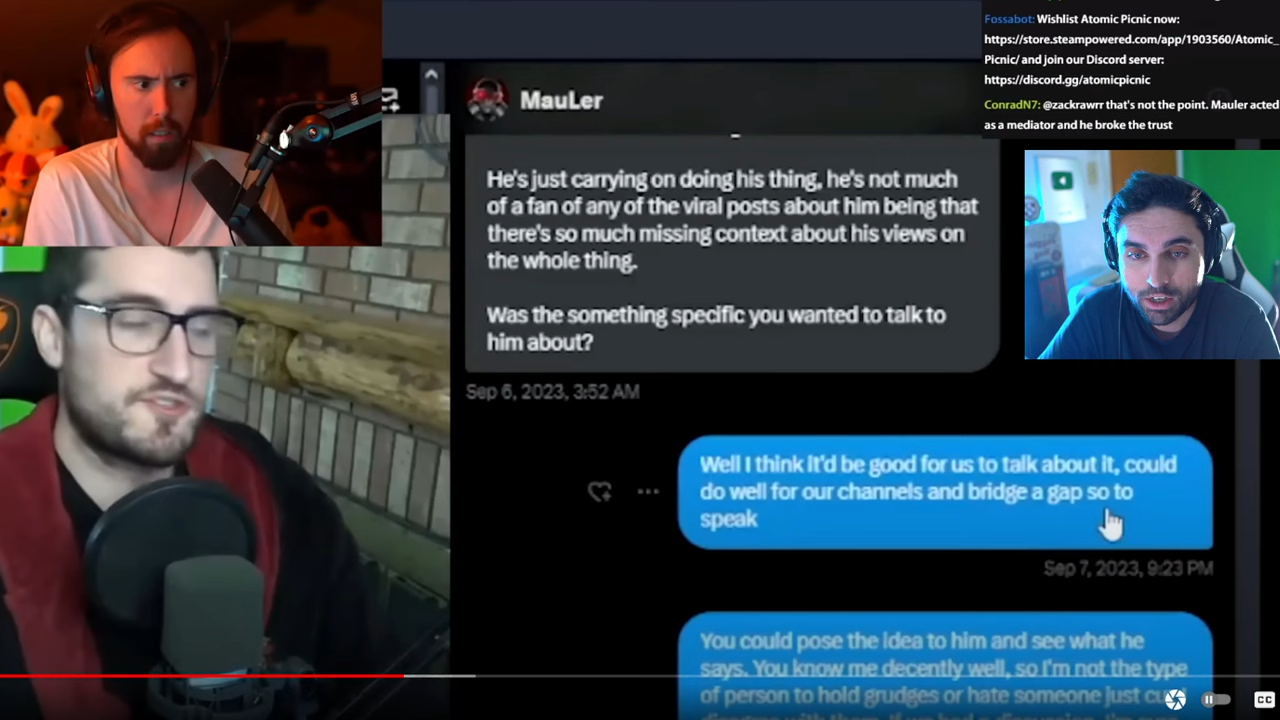 Fossabot: Wishlist Atomic Picnic now:
https://store.steampowered.com/app/1903560/Atomic_
Picnic/ and join our Discord server:
https://discord.gg/atomicpicnic
ConradN7: @zackrawrr that's not the point. Mauler acted
as a mediator and he broke the trust
MauLer
He's just carrying on doing his thing, he's not much
of a fan of any of the viral posts about him being that
there's so much missing context about his views on
the whole thing.
Was the something specific you wanted to talk to
him about?
Sep 6, 2023, 3:52 AM
Well I think it'd be good for us to talk about it, could
do well for our channels and bridge a gap so to
speak
Sep 7, 2023, 9:23 PM
You could pose the idea to him and see what he
says. You know me decently well, so I'm not the type
of person to hold grudges or hate someone just
CC